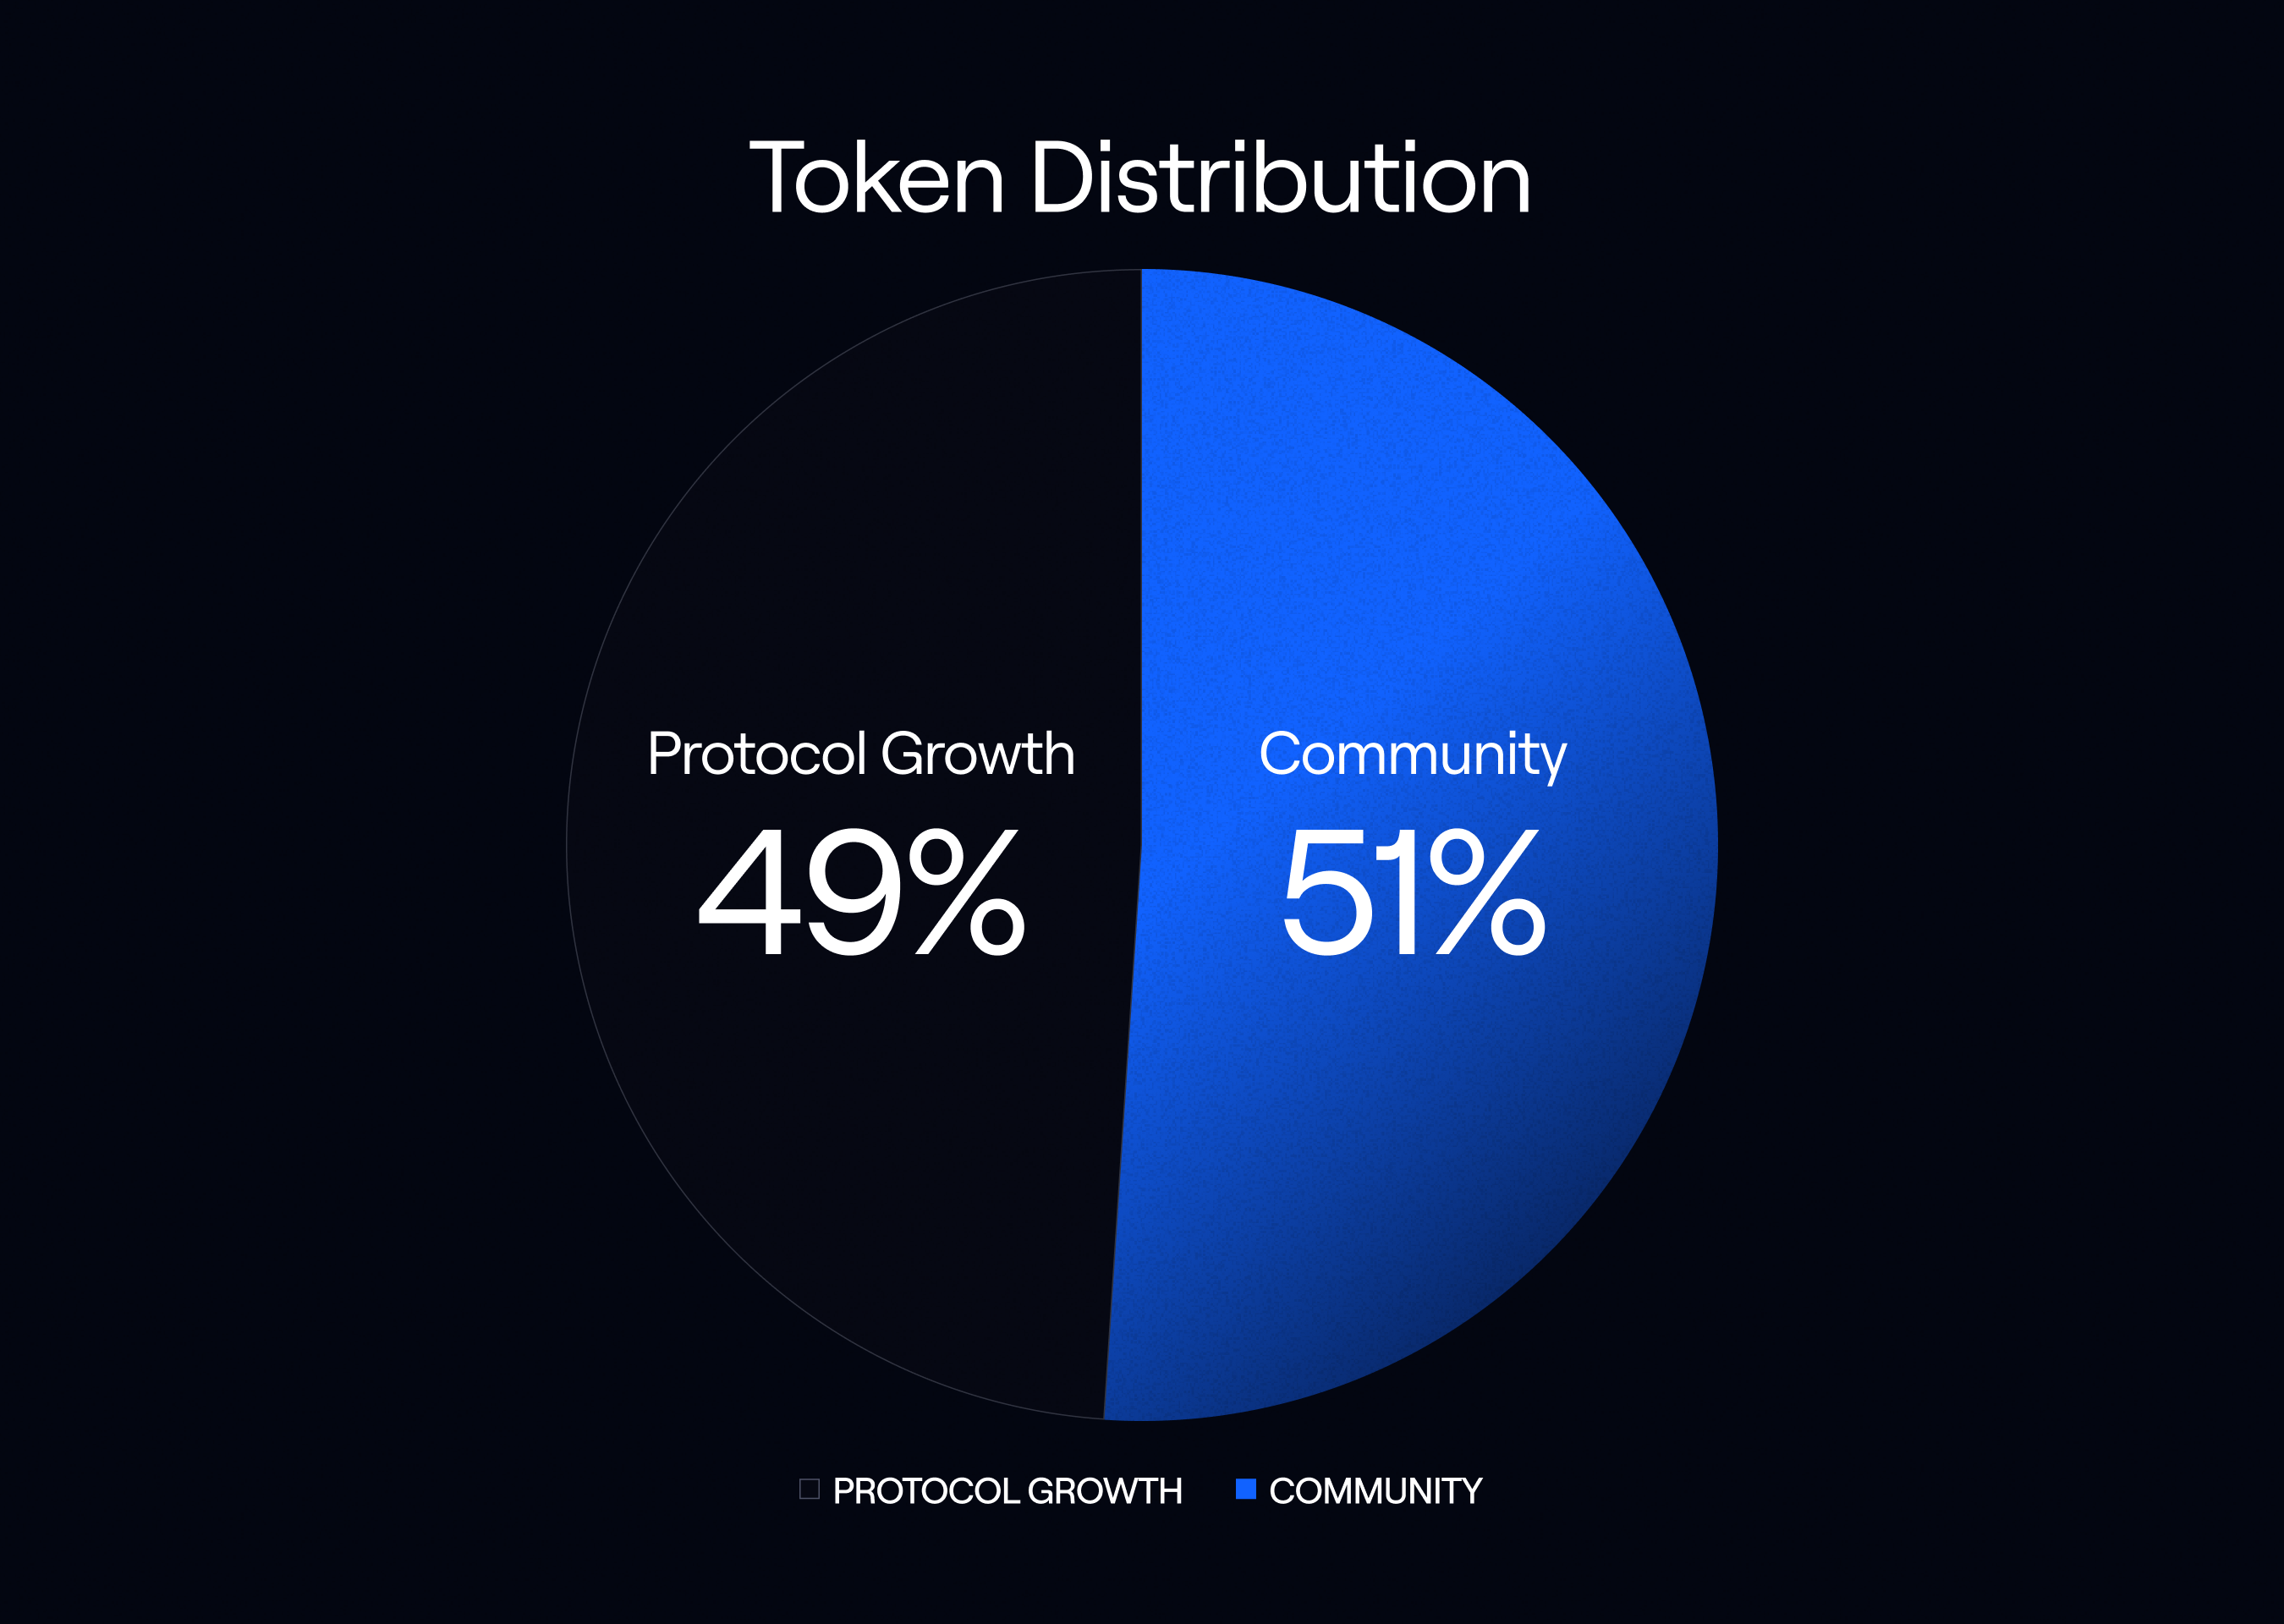 Token Distribution
Protocol Growth
49%
Community
51%
PROTOCOL GROWTH
COMMUNITY